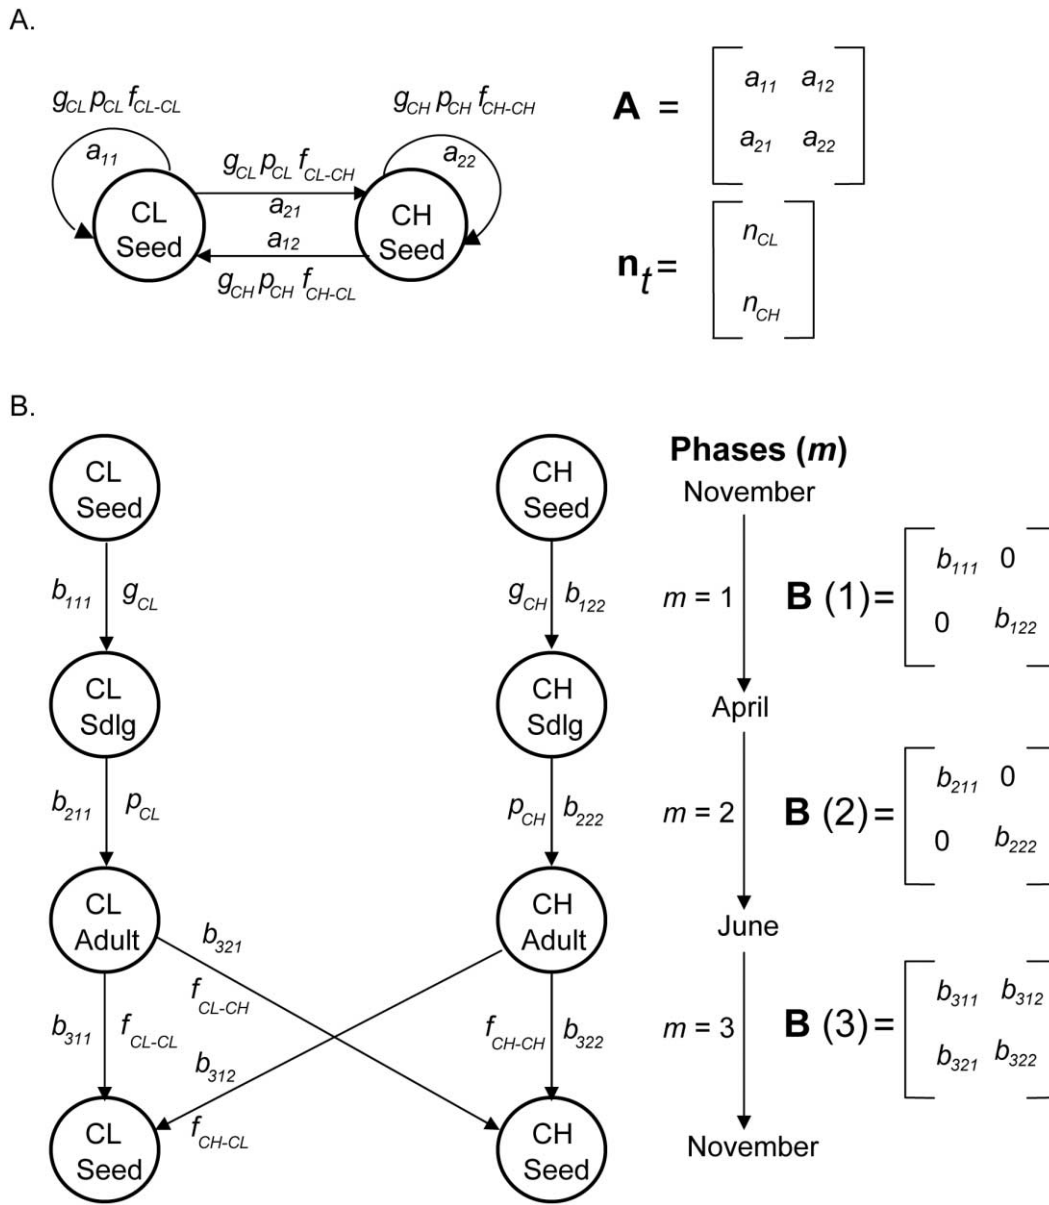 A.
g_CL p_CL f_CL-CL
a_11
CL
Seed
g_CL p_CL f_CL-CH
a_21
a_12
g_CH p_CH f_CH-CL
g_CH p_CH f_CH-CH
a_22
CH
Seed
A =
a_11 a_12
a_21 a_22
n_t =
n_CL
n_CH
B.
CL
Seed
CH
Seed
Phases (m)
November
b_111 g_CL
g_CH b_122
m = 1
B (1) =
b_111 0
0 b_122
CL
Sdlg
CH
Sdlg
April
b_211 p_CL
p_CH b_222
m = 2
B (2) =
b_211 0
0 b_222
CL
Adult
CH
Adult
June
b_321
f_CL-CH
b_311 f_CL-CL
b_312
f_CH-CL
f_CH-CH b_322
m = 3
B (3) =
b_311 b_312
b_321 b_322
CL
Seed
CH
Seed
November